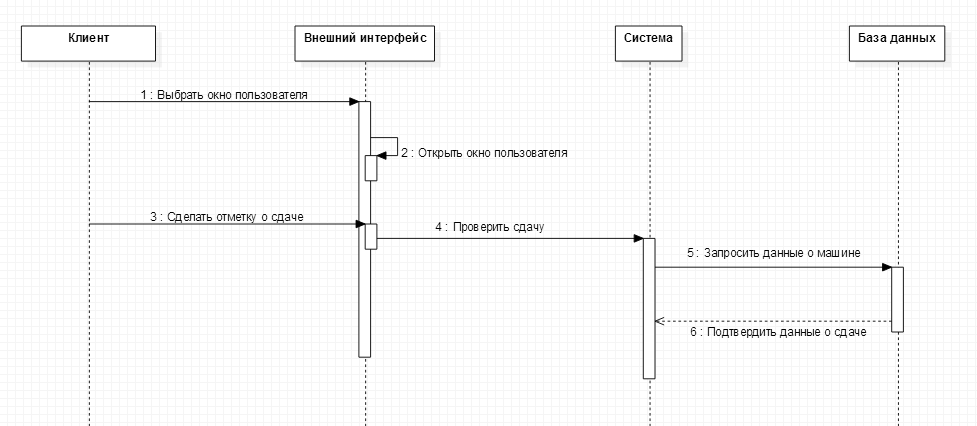 Клиент
Внешний интерфейс
Система
База данных
1 : Выбрать окно пользователя
2 : Открыть окно пользователя
3 : Сделать отметку о сдаче
4 : Проверить сдачу
5 : Запросить данные о машине
6 : Подтвердить данные о сдаче